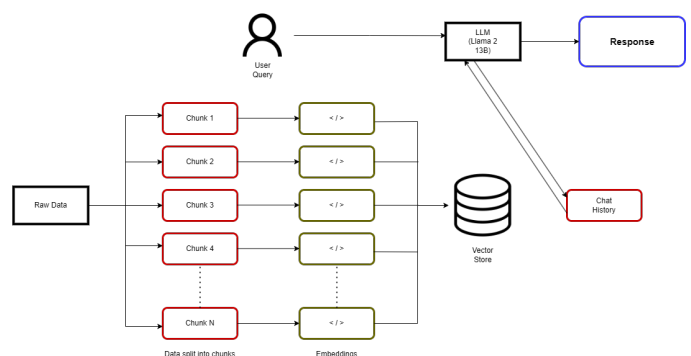 User
Query
LLM
(Llama 2
13B)
Response
Chunk 1
< / >
Chunk 2
< / >
Raw Data
Chunk 3
< / >
Chat
History
Chunk 4
< / >
Vector
Store
Chunk N
< / >
Data split into chunks
Embeddings